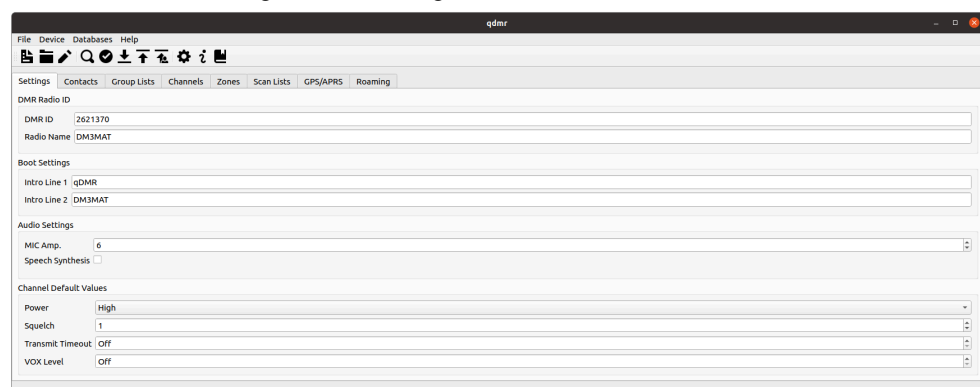 qdmr
File Device Databases Help
Settings Contacts Group Lists Channels Zones Scan Lists GPS/APRS Roaming
DMR Radio ID
DMR ID 2621370
Radio Name DM3MAT
Boot Settings
Intro Line 1 qDMR
Intro Line 2 DM3MAT
Audio Settings
MIC Amp. 6
Speech Synthesis
Channel Default Values
Power High
Squelch 1
Transmit Timeout Off
VOX Level Off